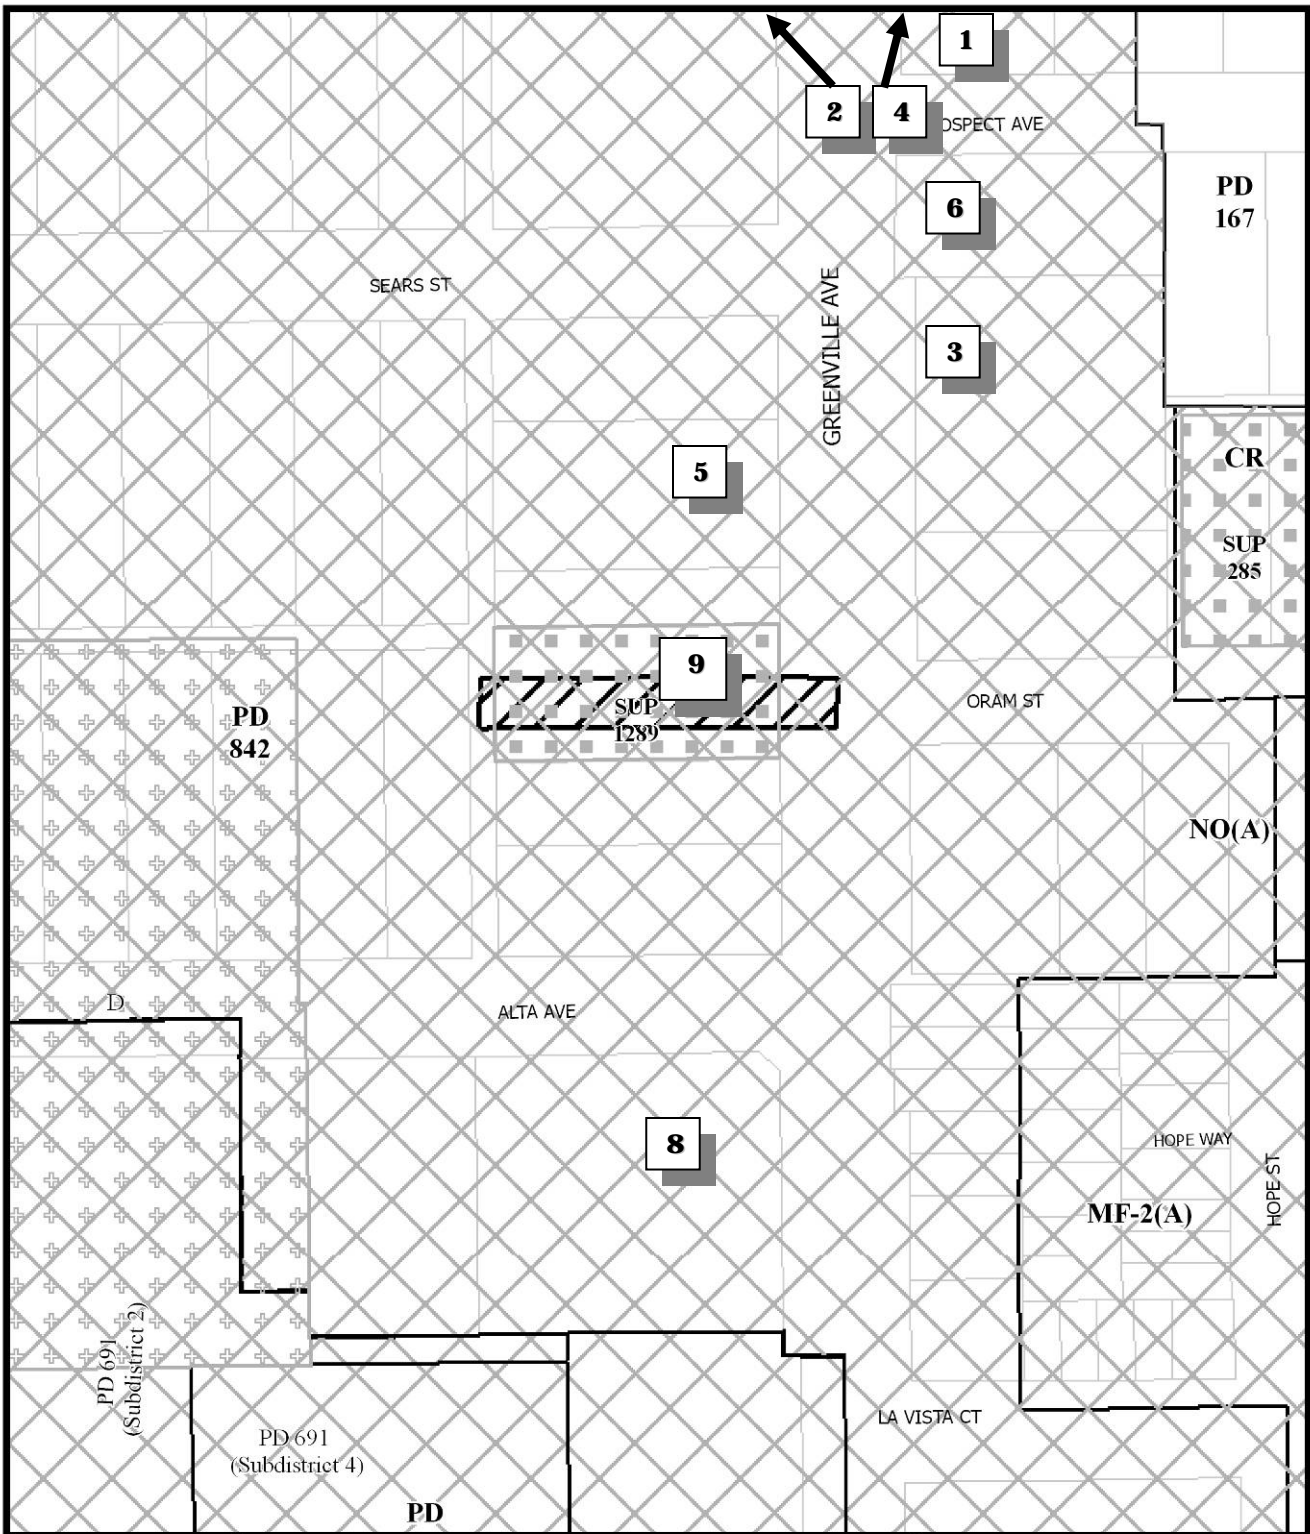 1
2
4
OSPECT AVE
PD
167
6
SEARS ST
GREENVILLE AVE
3
CR
5
SUP
285
9
ORAM ST
SUP
1289
PD
842
NO(A)
D
ALTA AVE
8
HOPE WAY
HOPE ST
MF-2(A)
PD 691
(Subdistrict 2)
LA VISTA CT
PD 691
(Subdistrict 4)
PD